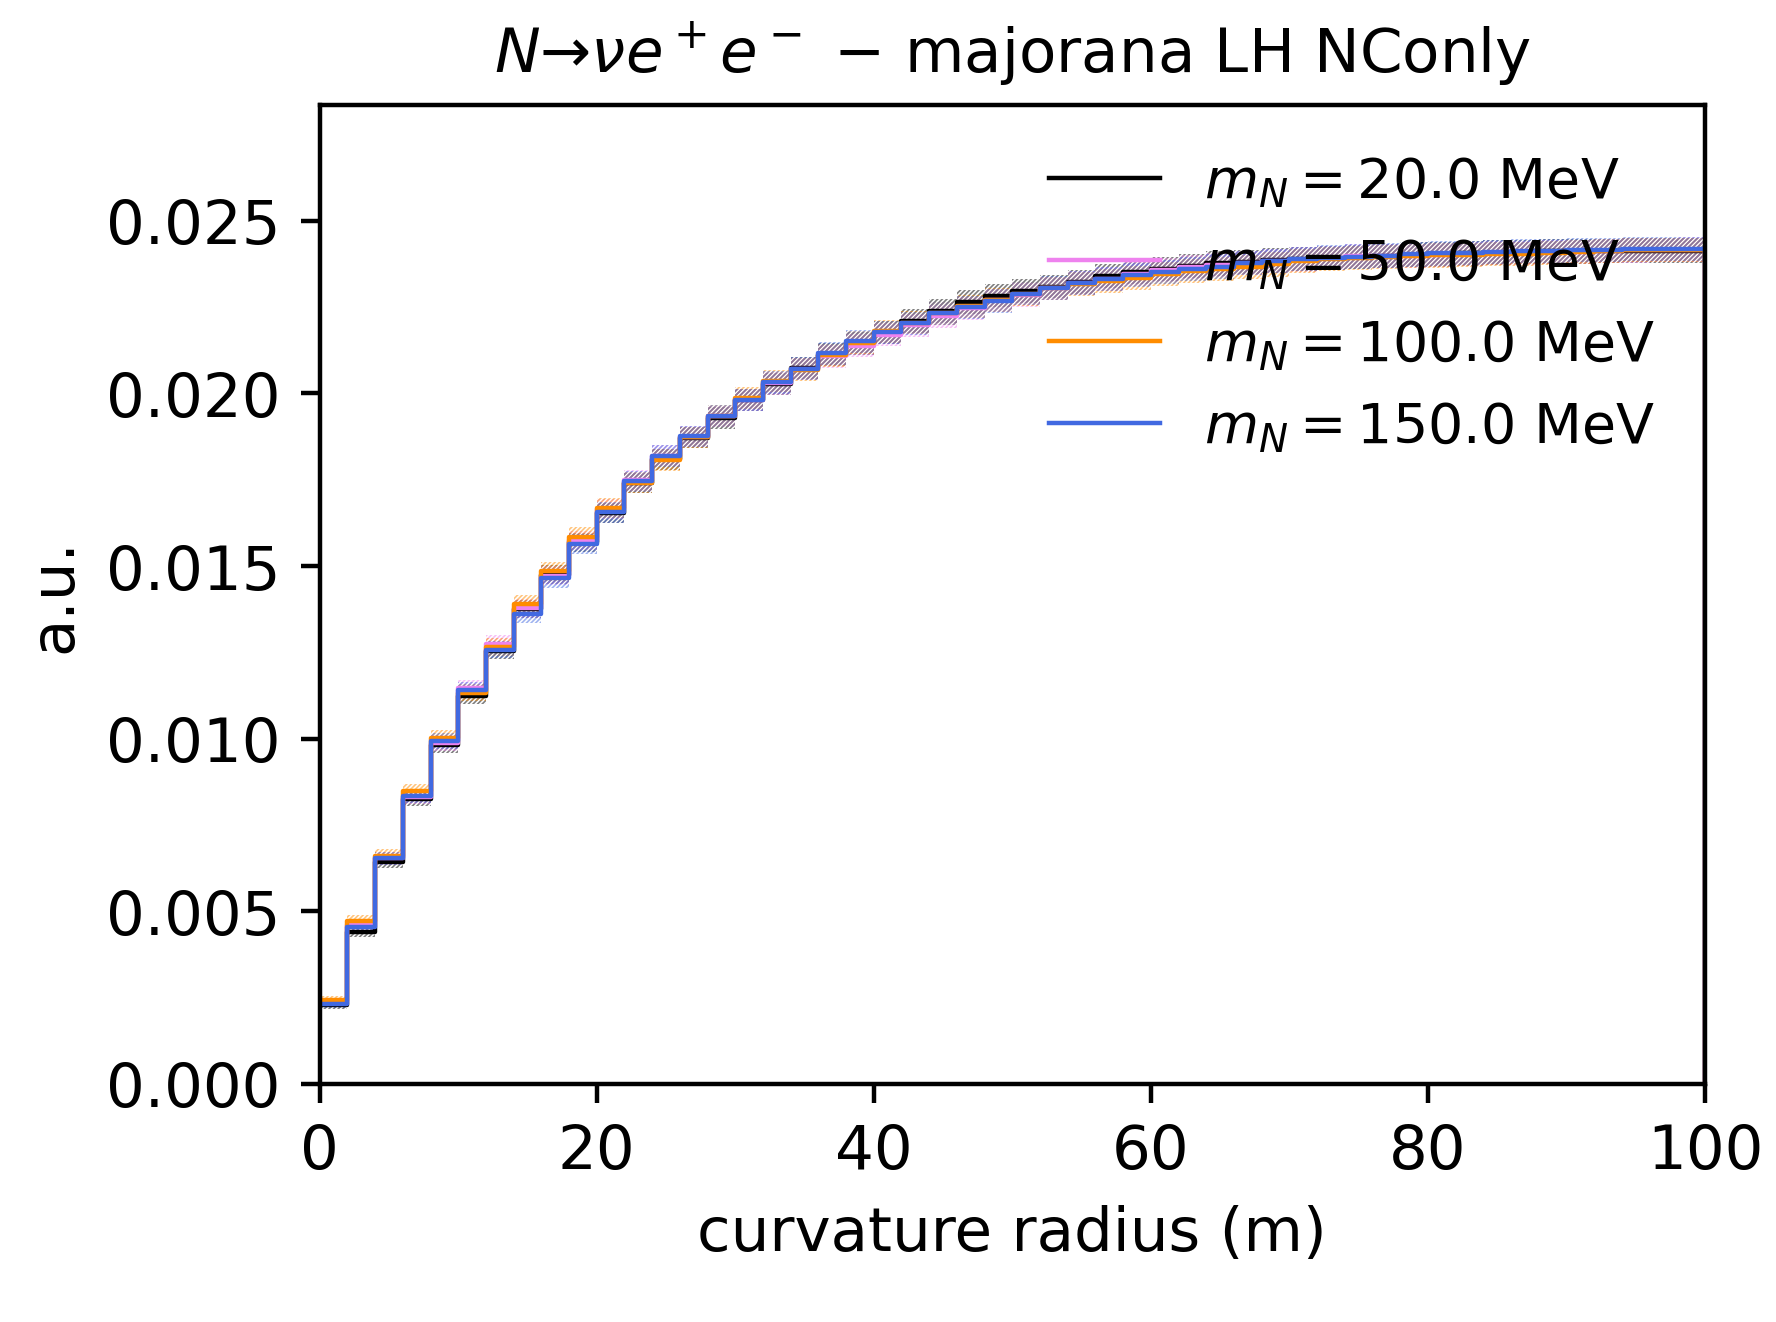 N→νe⁺e⁻ − majorana LH NConly
m_N = 20.0 MeV
m_N = 50.0 MeV
m_N = 100.0 MeV
m_N = 150.0 MeV
0.025
0.020
0.015
0.010
0.005
0.000
a.u.
0 20 40 60 80 100
curvature radius (m)